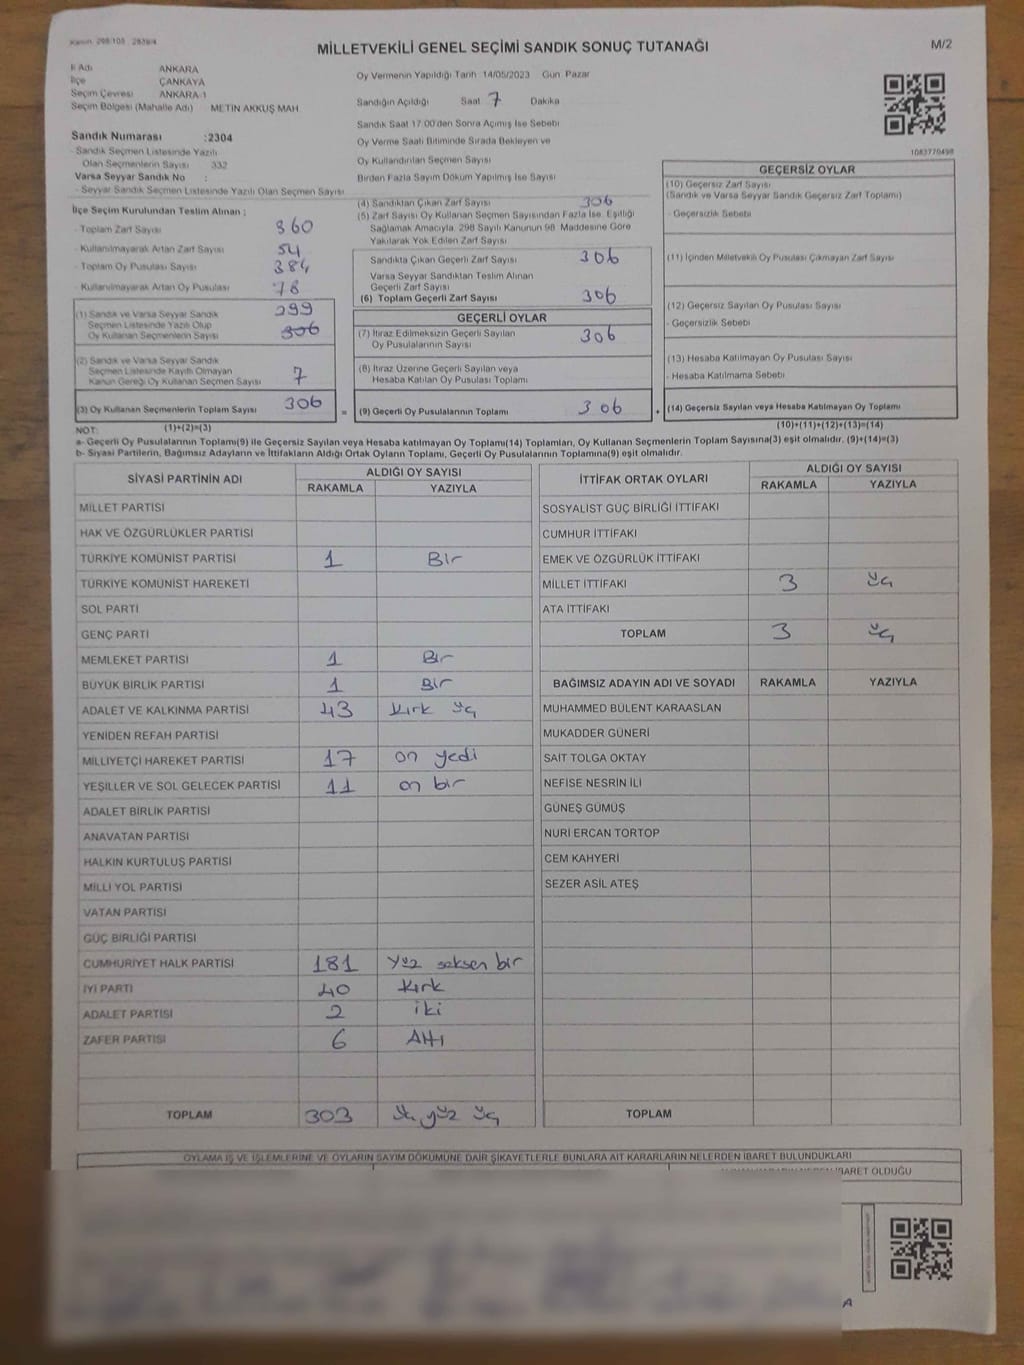 Kanun 298/105 2839/4
MİLLETVEKİLİ GENEL SEÇİMİ SANDIK SONUÇ TUTANAĞI
M/2
İl Adı ANKARA
İlçe ÇANKAYA
Seçim Çevresi ANKARA-1
Seçim Bölgesi (Mahalle Adı) METİN AKKUŞ MAH.
Sandık Numarası :2304
- Sandık Seçmen Listesinde Yazılı
Olan Seçmenlerin Sayısı 332
Varsa Seyyar Sandık No :
- Seyyar Sandık Seçmen Listesinde Yazılı Olan Seçmen Sayısı
Oy Vermenin Yapıldığı Tarih 14/05/2023 Gün Pazar
Sandığın Açıldığı Saat 7 Dakika
Sandık Saat 17:00'den Sonra Açılmış İse Sebebi
Oy Verme Saati Bitiminde Sırada Bekleyen ve
Oy Kullandırılan Seçmen Sayısı
Birden Fazla Sayım Döküm Yapılmış İse Sayısı
1083770498
İlçe Seçim Kurulundan Teslim Alınan ;
- Toplam Zarf Sayısı 360
- Kullanılmayarak Artan Zarf Sayısı 54
- Toplam Oy Pusulası Sayısı 384
- Kullanılmayarak Artan Oy Pusulası 78
(1) Sandık ve Varsa Seyyar Sandık 299
Seçmen Listesinde Yazılı Olup
Oy Kullanan Seçmenlerin Sayısı 306
(2) Sandık ve Varsa Seyyar Sandık
Seçmen Listesinde Kayıtlı Olmayan
Kanun Gereği Oy Kullanan Seçmen Sayısı 7
(3) Oy Kullanan Seçmenlerin Toplam Sayısı 306
(4) Sandıktan Çıkan Zarf Sayısı 306
(5) Zarf Sayısı Oy Kullanan Seçmen Sayısından Fazla İse, Eşitliği
Sağlamak Amacıyla, 298 Sayılı Kanunun 98. Maddesine Göre
Yakılarak Yok Edilen Zarf Sayısı
Sandıkta Çıkan Geçerli Zarf Sayısı 306
Varsa Seyyar Sandıktan Teslim Alınan
Geçerli Zarf Sayısı
(6) Toplam Geçerli Zarf Sayısı 306
GEÇERLİ OYLAR
(7) İtiraz Edilmeksizin Geçerli Sayılan
Oy Pusulalarının Sayısı 306
(8) İtiraz Üzerine Geçerli Sayılan veya
Hesaba Katılan Oy Pusulası Toplamı
= (9) Geçerli Oy Pusulalarının Toplamı 306
GEÇERSİZ OYLAR
(10) Geçersiz Zarf Sayısı
(Sandık ve Varsa Seyyar Sandık Geçersiz Zarf Toplamı)
- Geçersizlik Sebebi
(11) İçinden Milletvekili Oy Pusulası Çıkmayan Zarf Sayısı
(12) Geçersiz Sayılan Oy Pusulası Sayısı
- Geçersizlik Sebebi
(13) Hesaba Katılmayan Oy Pusulası Sayısı
- Hesaba Katılmama Sebebi
+ (14) Geçersiz Sayılan veya Hesaba Katılmayan Oy Toplamı
NOT: (1)+(2)=(3) (10)+(11)+(12)+(13)=(14)
a- Geçerli Oy Pusulalarının Toplamı(9) ile Geçersiz Sayılan veya Hesaba katılmayan Oy Toplamı(14) Toplamları, Oy Kullanan Seçmenlerin Toplam Sayısına(3) eşit olmalıdır. (9)+(14)=(3)
b- Siyasi Partilerin, Bağımsız Adayların ve İttifakların Aldığı Ortak Oyların Toplamı, Geçerli Oy Pusulalarının Toplamına(9) eşit olmalıdır.
SİYASİ PARTİNİN ADI ALDIĞI OY SAYISI
RAKAMLA YAZIYLA
MİLLET PARTİSİ
HAK VE ÖZGÜRLÜKLER PARTİSİ
TÜRKİYE KOMÜNİST PARTİSİ 1 Bir
TÜRKİYE KOMÜNİST HAREKETİ
SOL PARTİ
GENÇ PARTİ
MEMLEKET PARTİSİ 1 Bir
BÜYÜK BİRLİK PARTİSİ 1 Bir
ADALET VE KALKINMA PARTİSİ 43 Kırk üç
YENİDEN REFAH PARTİSİ
MİLLİYETÇİ HAREKET PARTİSİ 17 on yedi
YEŞİLLER VE SOL GELECEK PARTİSİ 11 on bir
ADALET BİRLİK PARTİSİ
ANAVATAN PARTİSİ
HALKIN KURTULUŞ PARTİSİ
MİLLİ YOL PARTİSİ
VATAN PARTİSİ
GÜÇ BİRLİĞİ PARTİSİ
CUMHURİYET HALK PARTİSİ 181 yüz seksen bir
İYİ PARTİ 40 Kırk
ADALET PARTİSİ 2 iki
ZAFER PARTİSİ 6 Altı
TOPLAM 303 üç yüz üç
İTTİFAK ORTAK OYLARI ALDIĞI OY SAYISI
RAKAMLA YAZIYLA
SOSYALİST GÜÇ BİRLİĞİ İTTİFAKI
CUMHUR İTTİFAKI
EMEK VE ÖZGÜRLÜK İTTİFAKI
MİLLET İTTİFAKI 3 üç
ATA İTTİFAKI
TOPLAM 3 üç
BAĞIMSIZ ADAYIN ADI VE SOYADI RAKAMLA YAZIYLA
MUHAMMED BÜLENT KARAASLAN
MUKADDER GÜNERİ
SAİT TOLGA OKTAY
NEFİSE NESRİN İLİ
GÜNEŞ GÜMÜŞ
NURİ ERCAN TORTOP
CEM KAHYERİ
SEZER ASİL ATEŞ
TOPLAM
OYLAMA İŞ VE İŞLEMLERİNE VE OYLARIN SAYIM DÖKÜMÜNE DAİR ŞİKAYETLERLE BUNLARA AİT KARARLARIN NELERDEN İBARET BULUNDUKLARI
İBARET OLDUĞU
A